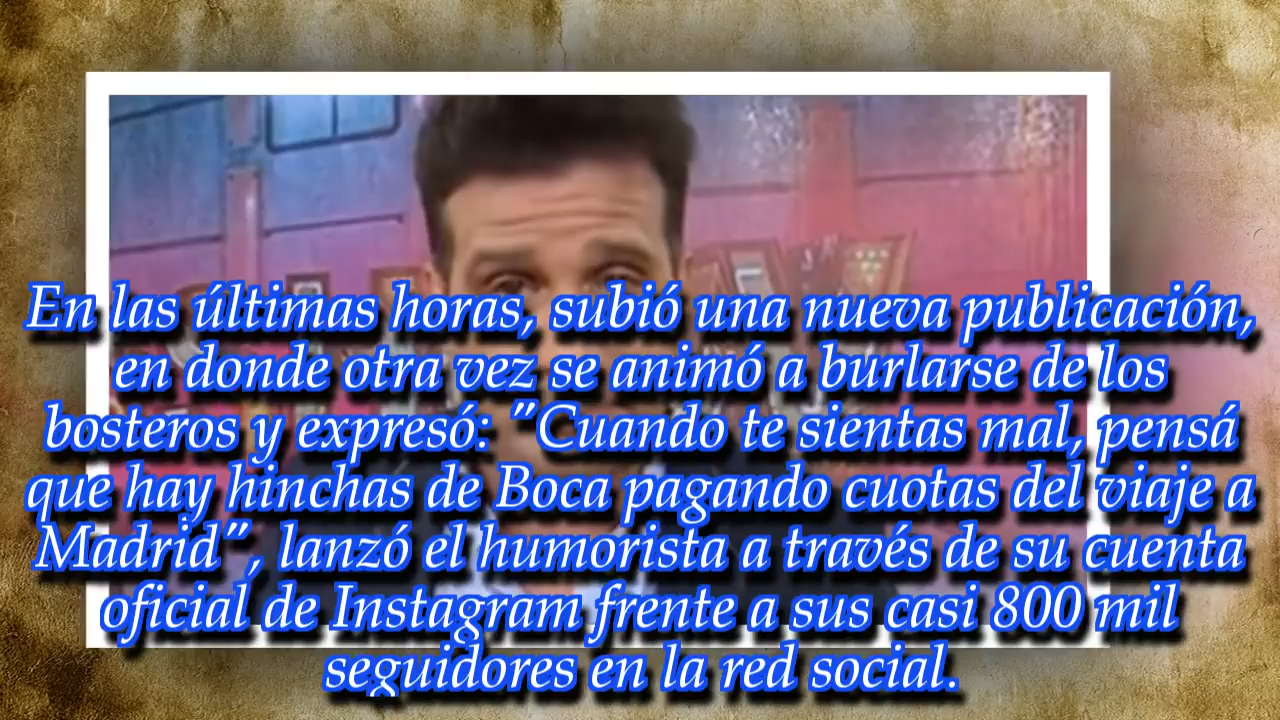 En las últimas horas, subió una nueva publicación,
en donde otra vez se animó a burlarse de los
bosteros y expresó: "Cuando te sientas mal, pensá
que hay hinchas de Boca pagando cuotas del viaje a
Madrid", lanzó el humorista a través de su cuenta
oficial de Instagram frente a sus casi 800 mil
seguidores en la red social.